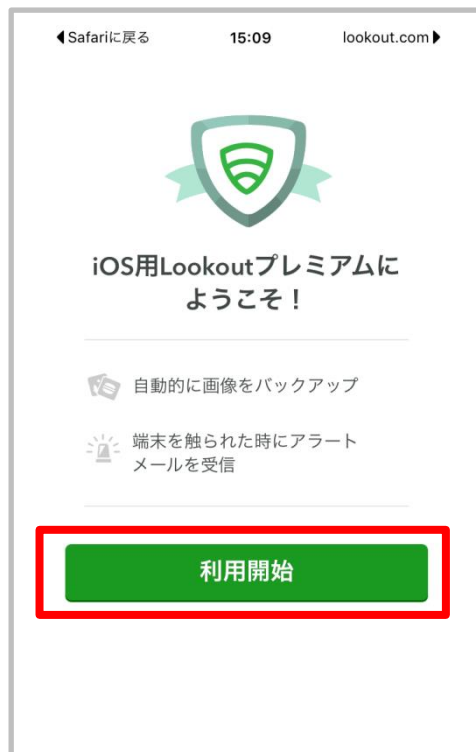 ◀Safariに戻る 15:09 lookout.com▶
iOS用Lookoutプレミアムに
ようこそ！
自動的に画像をバックアップ
端末を触られた時にアラート
メールを受信
利用開始